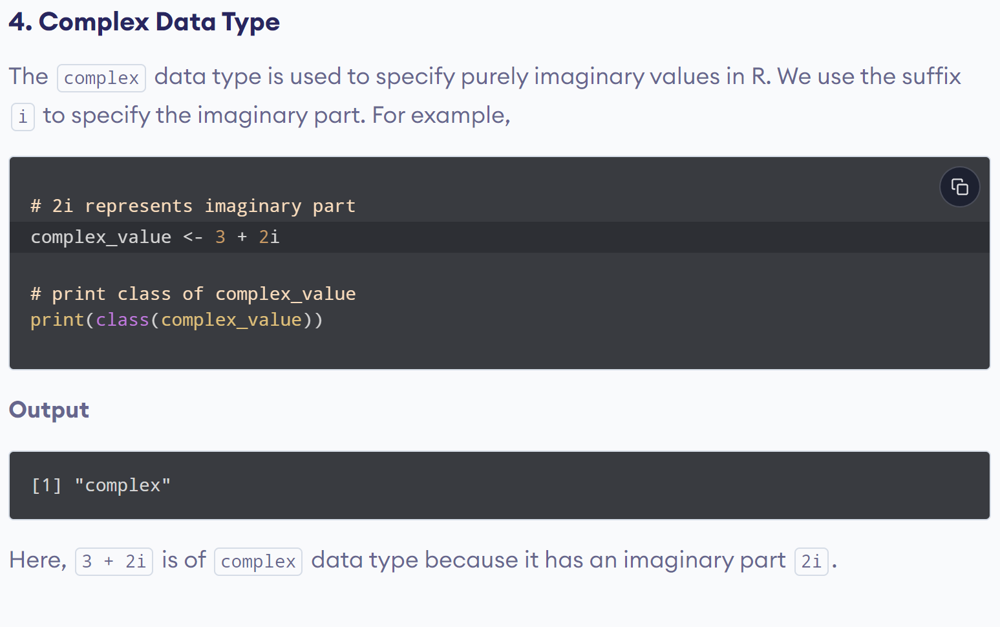 4. Complex Data Type
The complex data type is used to specify purely imaginary values in R. We use the suffix
i to specify the imaginary part. For example,
# 2i represents imaginary part
complex_value <- 3 + 2i
# print class of complex_value
print(class(complex_value))
Output
[1] "complex"
Here, 3 + 2i is of complex data type because it has an imaginary part 2i.